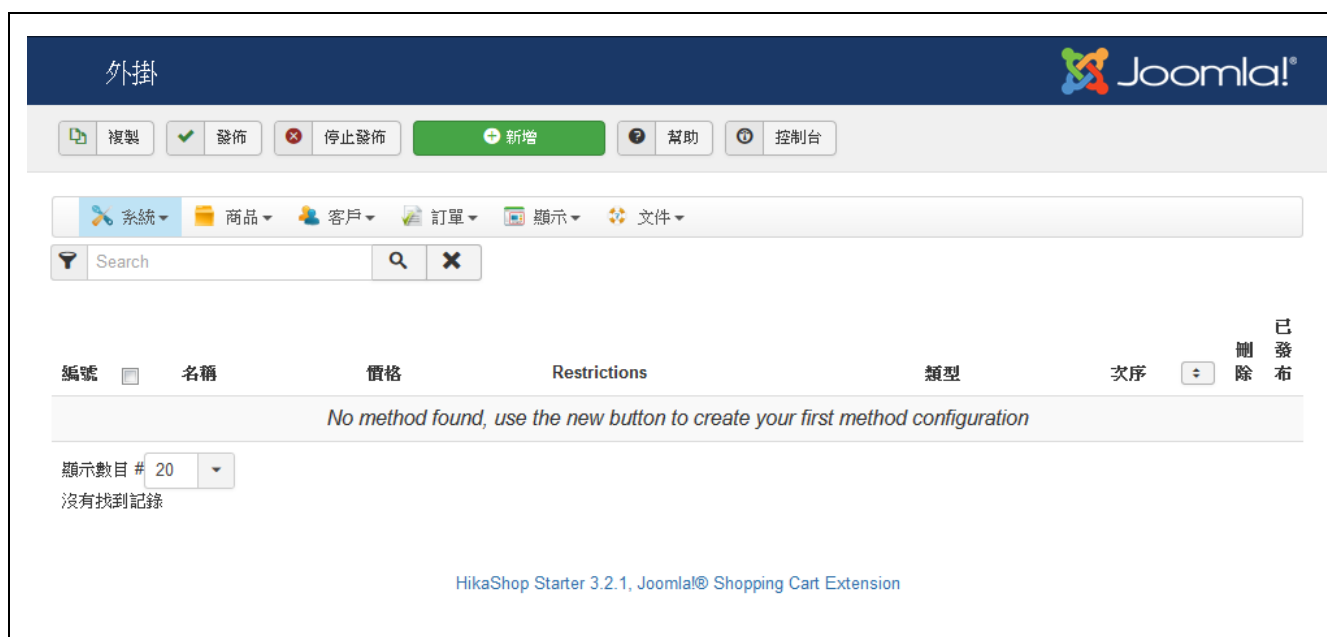 外掛 Joomla!®
複製 發佈 停止發佈 新增 幫助 控制台
系統 商品 客戶 訂單 顯示 文件
Search
編號 名稱 價格 Restrictions 類型 次序 刪除 已發布
No method found, use the new button to create your first method configuration
顯示數目 # 20
沒有找到記錄
HikaShop Starter 3.2.1, Joomla!® Shopping Cart Extension